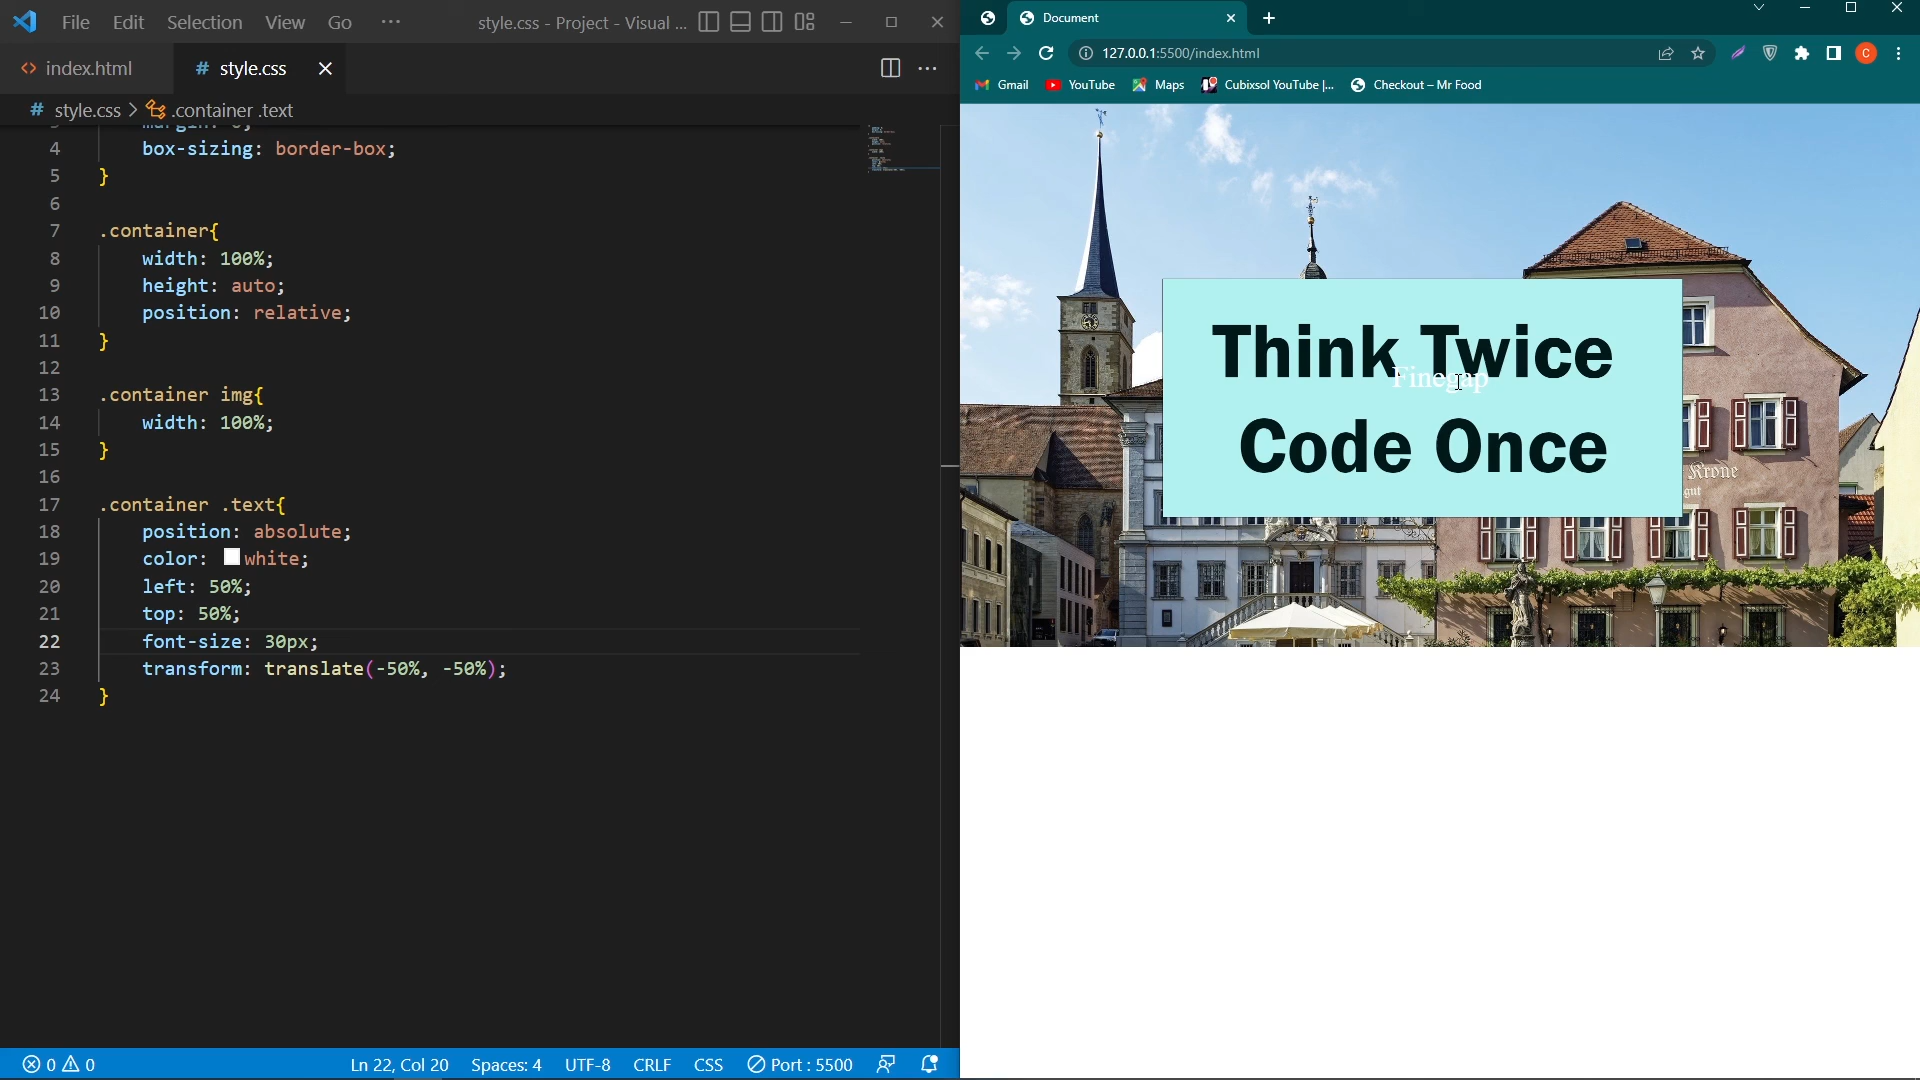 File Edit Selection View Go ··· style.css - Project - Visual ...
index.html # style.css
# style.css > .container .text
4 box-sizing: border-box;
5 }
6
7 .container{
8 width: 100%;
9 height: auto;
10 position: relative;
11 }
12
13 .container img{
14 width: 100%;
15 }
16
17 .container .text{
18 position: absolute;
19 color: white;
20 left: 50%;
21 top: 50%;
22 font-size: 30px;
23 transform: translate(-50%, -50%);
24 }
0 0 Ln 22, Col 20 Spaces: 4 UTF-8 CRLF CSS Port : 5500
Document
127.0.0.1:5500/index.html C
Gmail YouTube Maps Cubixsol YouTube |... Checkout – Mr Food
Think Twice
Finegap
Code Once
Krone
gut